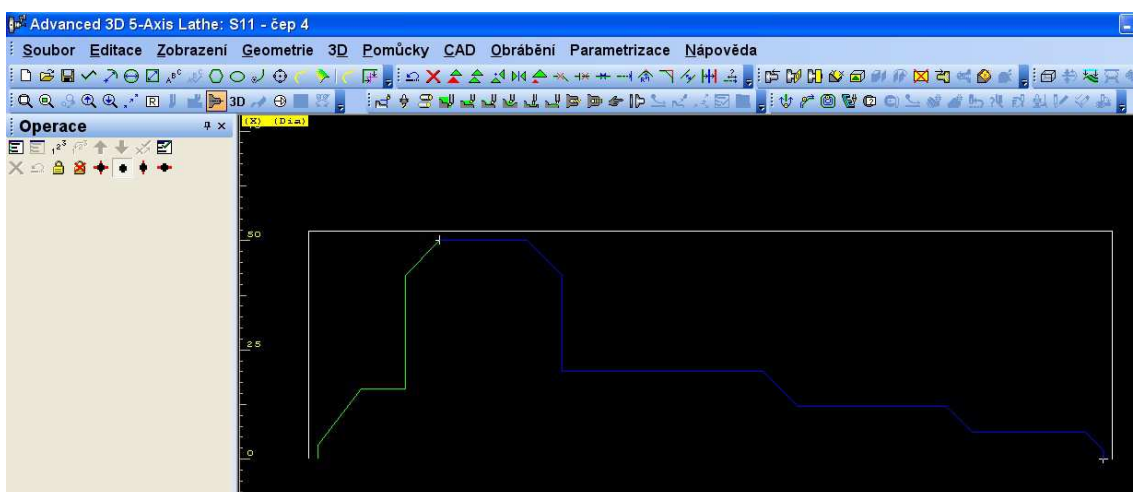 Advanced 3D 5-Axis Lathe: S11 - čep 4
Soubor Editace Zobrazení Geometrie 3D Pomůcky CAD Obrábění Parametrizace Nápověda
3D
Operace
(X) (Dia)
50
25
0